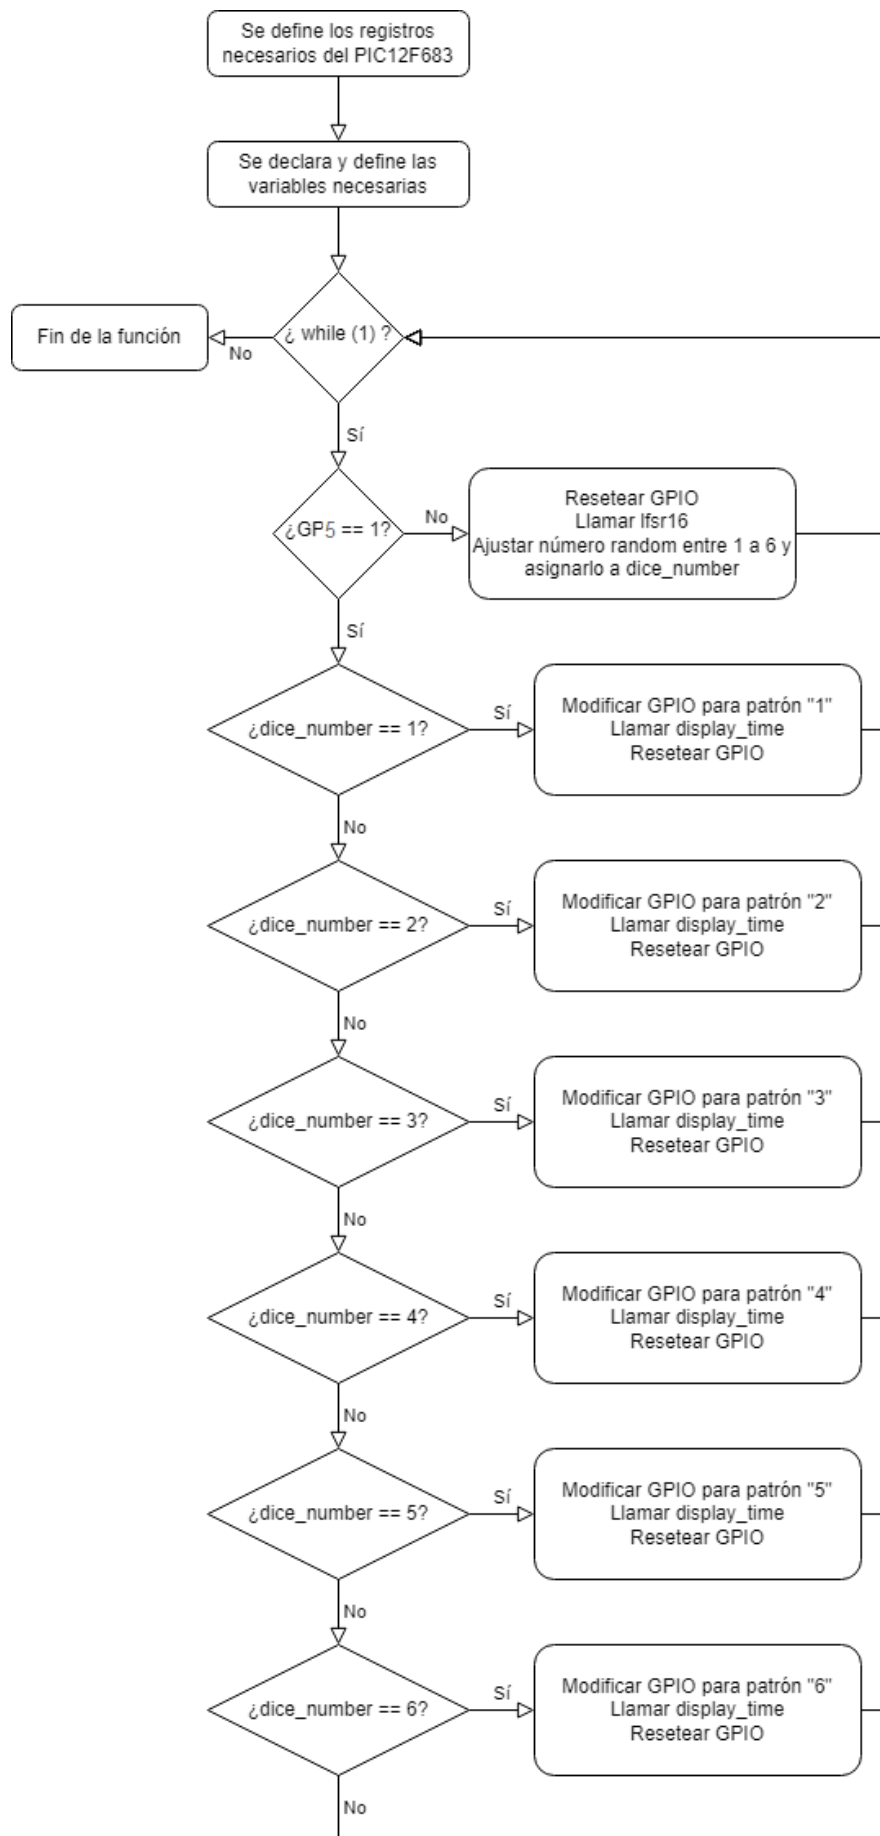 Se define los registros
necesarios del PIC12F683
Se declara y define las
variables necesarias
¿ while (1) ?
No
Fin de la función
Sí
¿GP5 == 1?
No
Resetear GPIO
Llamar lfsr16
Ajustar número random entre 1 a 6 y
asignarlo a dice_number
Sí
¿dice_number == 1?
Sí
Modificar GPIO para patrón "1"
Llamar display_time
Resetear GPIO
No
¿dice_number == 2?
Sí
Modificar GPIO para patrón "2"
Llamar display_time
Resetear GPIO
No
¿dice_number == 3?
Sí
Modificar GPIO para patrón "3"
Llamar display_time
Resetear GPIO
No
¿dice_number == 4?
Sí
Modificar GPIO para patrón "4"
Llamar display_time
Resetear GPIO
No
¿dice_number == 5?
Sí
Modificar GPIO para patrón "5"
Llamar display_time
Resetear GPIO
No
¿dice_number == 6?
Sí
Modificar GPIO para patrón "6"
Llamar display_time
Resetear GPIO
No